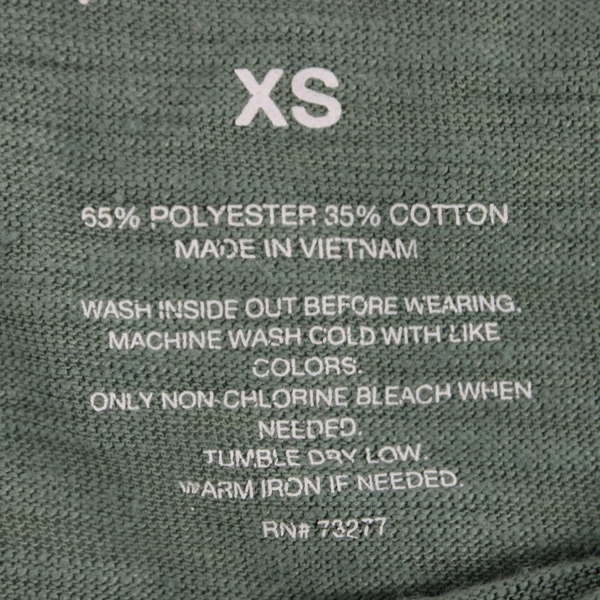 XS
65% POLYESTER 35% COTTON
MADE IN VIETNAM
WASH INSIDE OUT BEFORE WEARING.
MACHINE WASH COLD WITH LIKE
COLORS.
ONLY NON-CHLORINE BLEACH WHEN
NEEDED.
TUMBLE DRY LOW.
WARM IRON IF NEEDED.
RN# 73277